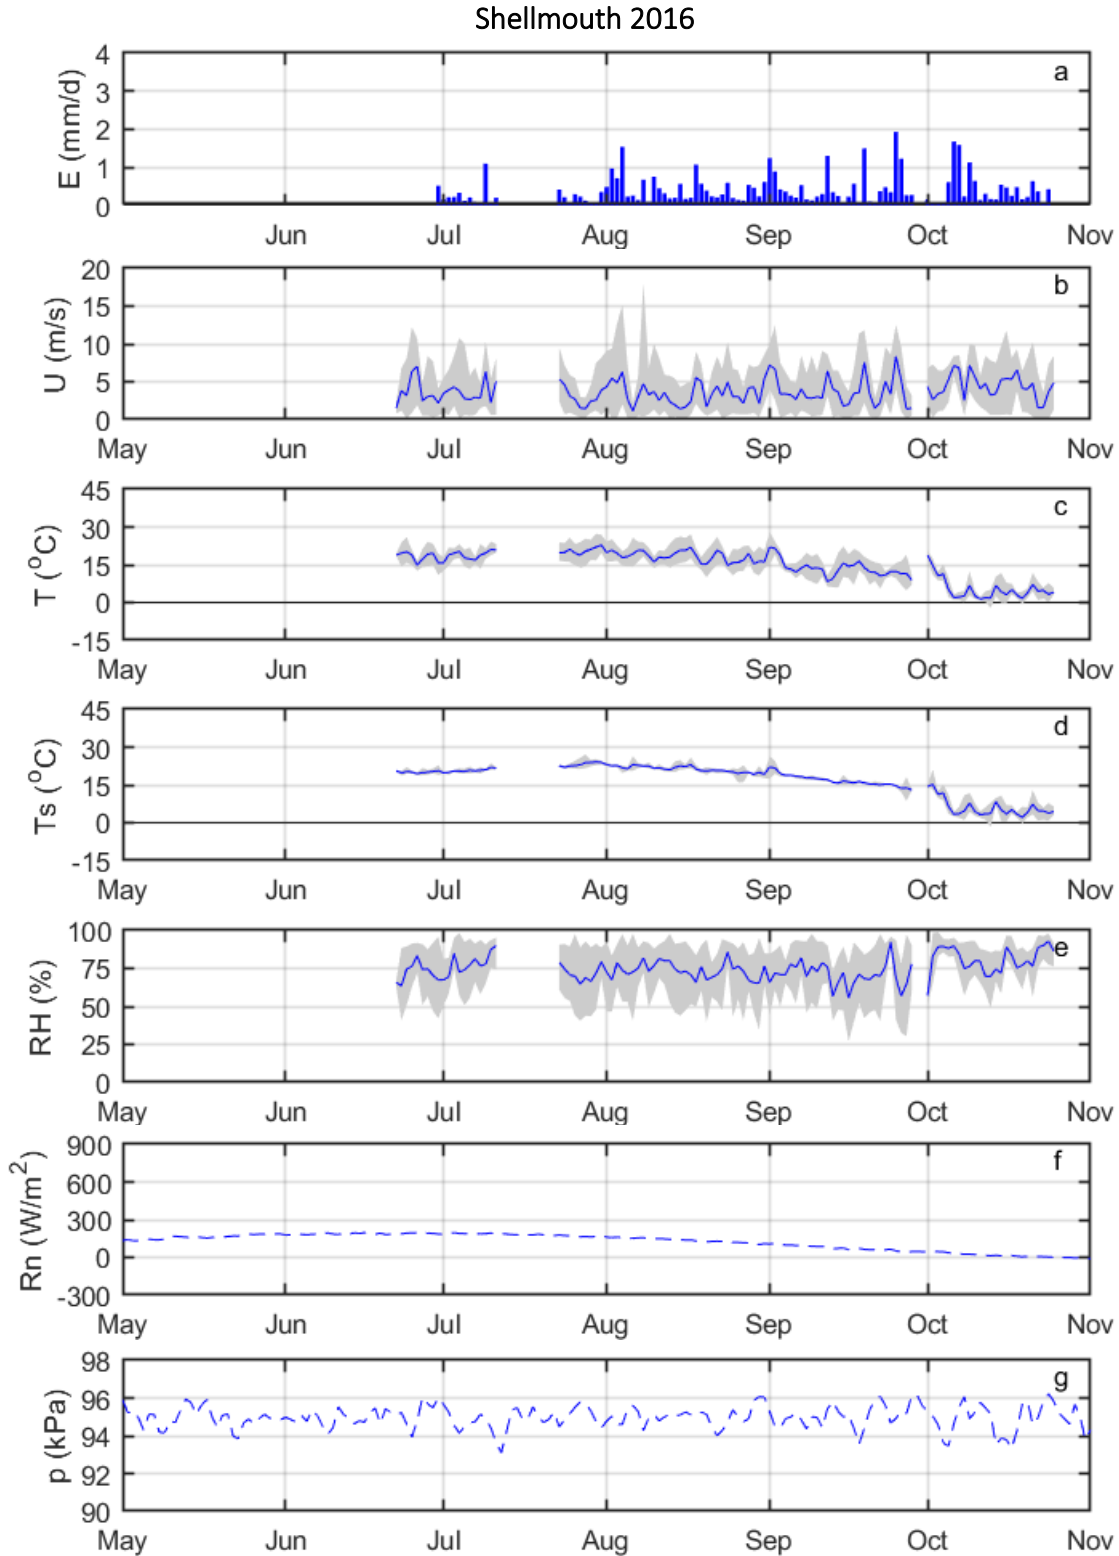 Shellmouth 2016
E (mm/d)
4
3
2
1
0
a
Jun Jul Aug Sep Oct Nov
U (m/s)
20
15
10
5
0
b
May Jun Jul Aug Sep Oct Nov
T (°C)
45
30
15
0
-15
c
May Jun Jul Aug Sep Oct Nov
Ts (°C)
45
30
15
0
-15
d
May Jun Jul Aug Sep Oct Nov
RH (%)
100
75
50
25
0
e
May Jun Jul Aug Sep Oct Nov
Rn (W/m²)
900
600
300
0
-300
f
May Jun Jul Aug Sep Oct Nov
p (kPa)
98
96
94
92
90
g
May Jun Jul Aug Sep Oct Nov